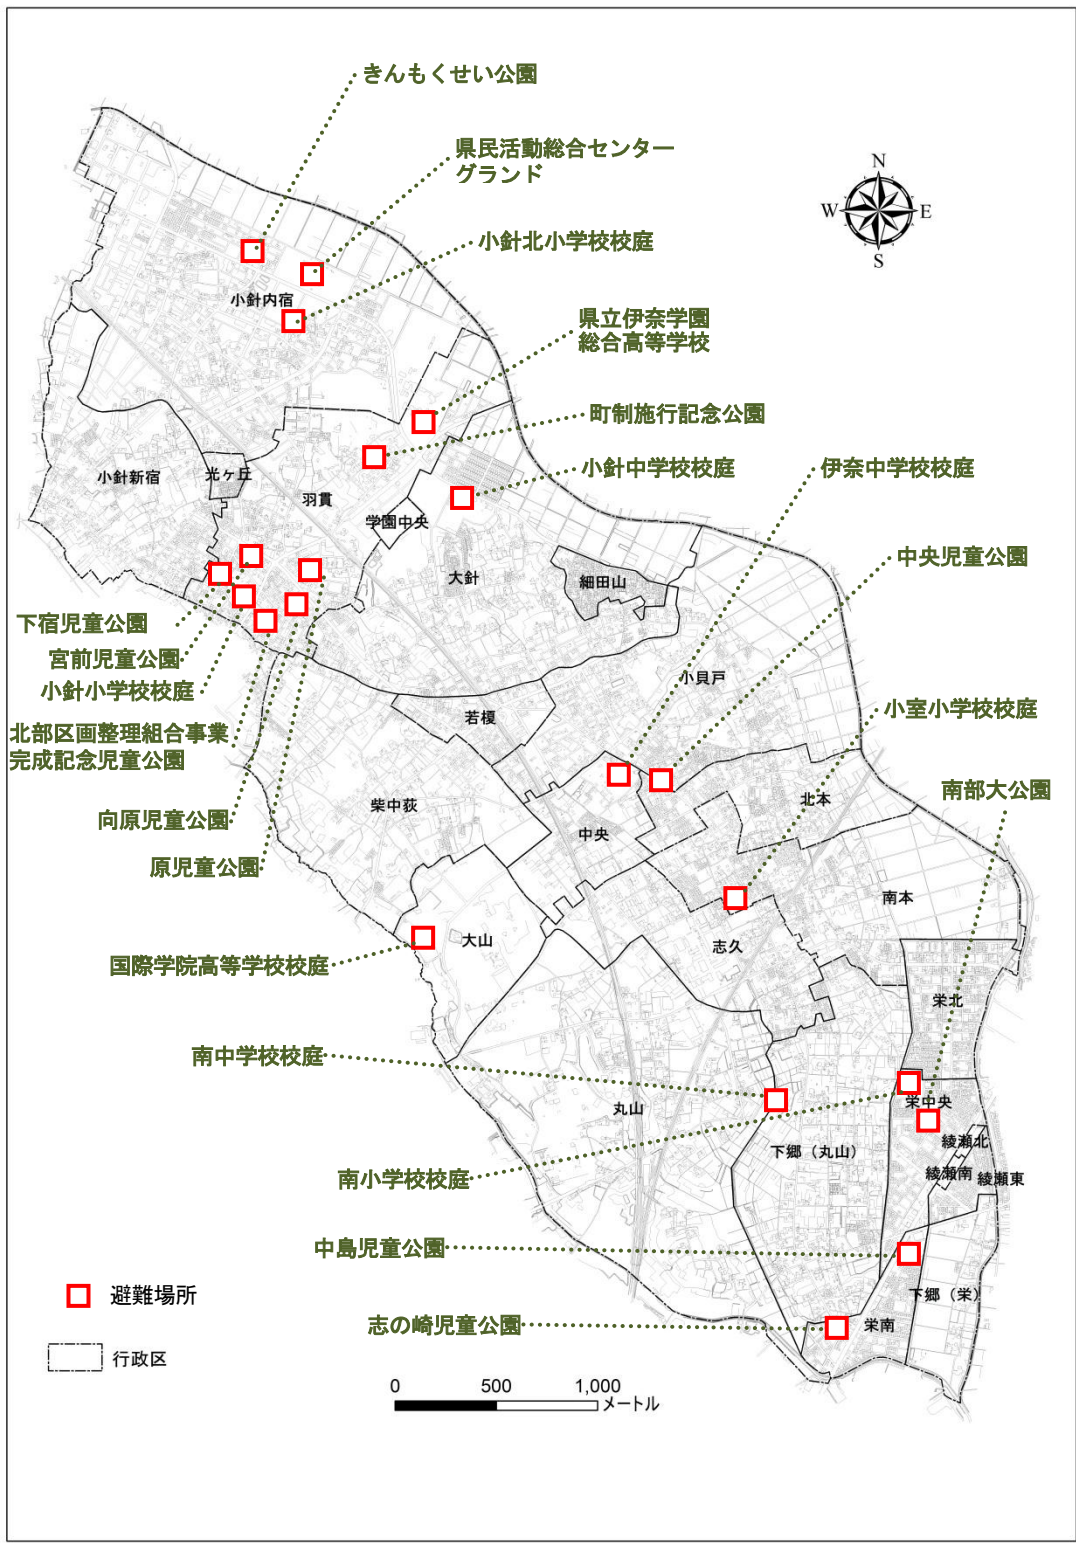 きんもくせい公園
県民活動総合センター
グランド
N
W
E
S
小針北小学校校庭
小針内宿
県立伊奈学園
総合高等学校
町制施行記念公園
小針中学校校庭
伊奈中学校校庭
小針新宿
光ヶ丘
羽貫
学園中央
中央児童公園
大針
細田山
下宿児童公園
宮前児童公園
小針小学校校庭
小貝戸
小室小学校校庭
若榎
北部区画整理組合事業
完成記念児童公園
南部大公園
柴中荻
北本
向原児童公園
中央
原児童公園
南本
大山
志久
国際学院高等学校校庭
栄北
南中学校校庭
丸山
栄中央
下郷（丸山）
綾瀬北
綾瀬南
綾瀬東
南小学校校庭
中島児童公園
避難場所
下郷（栄）
志の崎児童公園
栄南
行政区
0
500
1,000
メートル